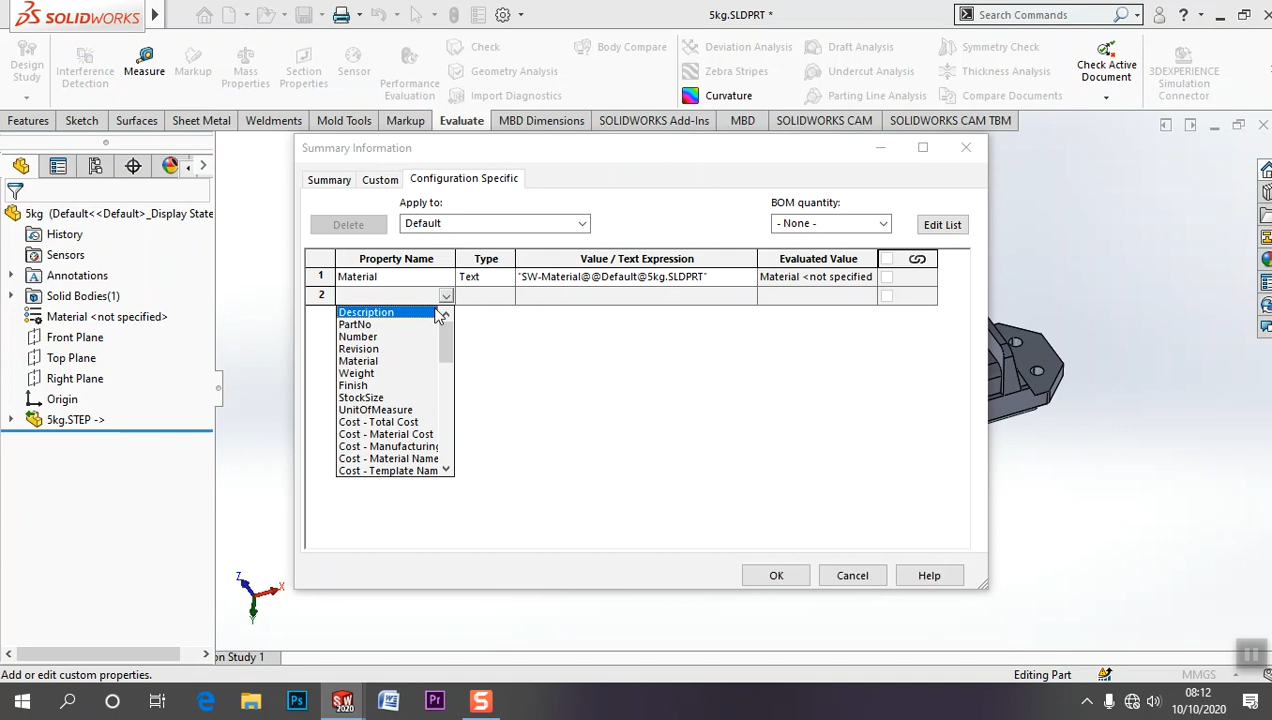 SOLIDWORKS
5kg.SLDPRT *
Search Commands
?
Design Study
Interference Detection
Measure
Markup
Mass Properties
Section Properties
Sensor
Performance Evaluation
Check
Geometry Analysis
Import Diagnostics
Body Compare
Deviation Analysis
Zebra Stripes
Curvature
Draft Analysis
Undercut Analysis
Parting Line Analysis
Symmetry Check
Thickness Analysis
Compare Documents
Check Active Document
3DEXPERIENCE Simulation Connector
Features Sketch Surfaces Sheet Metal Weldments Mold Tools Markup Evaluate MBD Dimensions SOLIDWORKS Add-Ins MBD SOLIDWORKS CAM SOLIDWORKS CAM TBM
5kg (Default<<Default>_Display State
History
Sensors
Annotations
Solid Bodies(1)
Material <not specified>
Front Plane
Top Plane
Right Plane
Origin
5kg.STEP ->
Summary Information
Summary Custom Configuration Specific
Apply to:
BOM quantity:
Delete
Default
- None -
Edit List
Property Name Type Value / Text Expression Evaluated Value
1 Material Text "SW-Material@@Default@5kg.SLDPRT" Material <not specified
2
Description
PartNo
Number
Revision
Material
Weight
Finish
StockSize
UnitOfMeasure
Cost - Total Cost
Cost - Material Cost
Cost - Manufacturing
Cost - Material Name
Cost - Template Nam
OK Cancel Help
Z
X
Y
on Study 1
Add or edit custom properties.
Editing Part
MMGS
Ps
SW 2020
W
Pr
S
08:12
10/10/2020